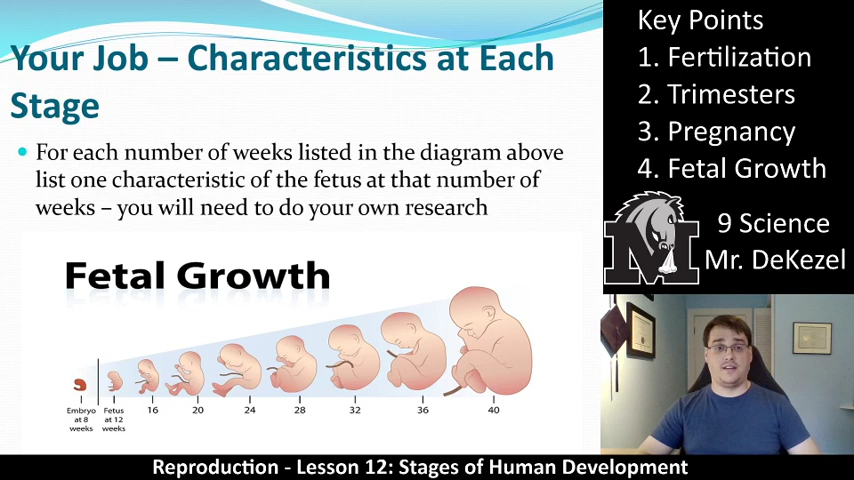 Your Job – Characteristics at Each
Stage
For each number of weeks listed in the diagram above
list one characteristic of the fetus at that number of
weeks – you will need to do your own research
Fetal Growth
Embryo
at 8
weeks
Fetus
at 12
weeks
16
20
24
28
32
36
40
Key Points
1. Fertilization
2. Trimesters
3. Pregnancy
4. Fetal Growth
M
9 Science
Mr. DeKezel
Reproduction - Lesson 12: Stages of Human Development